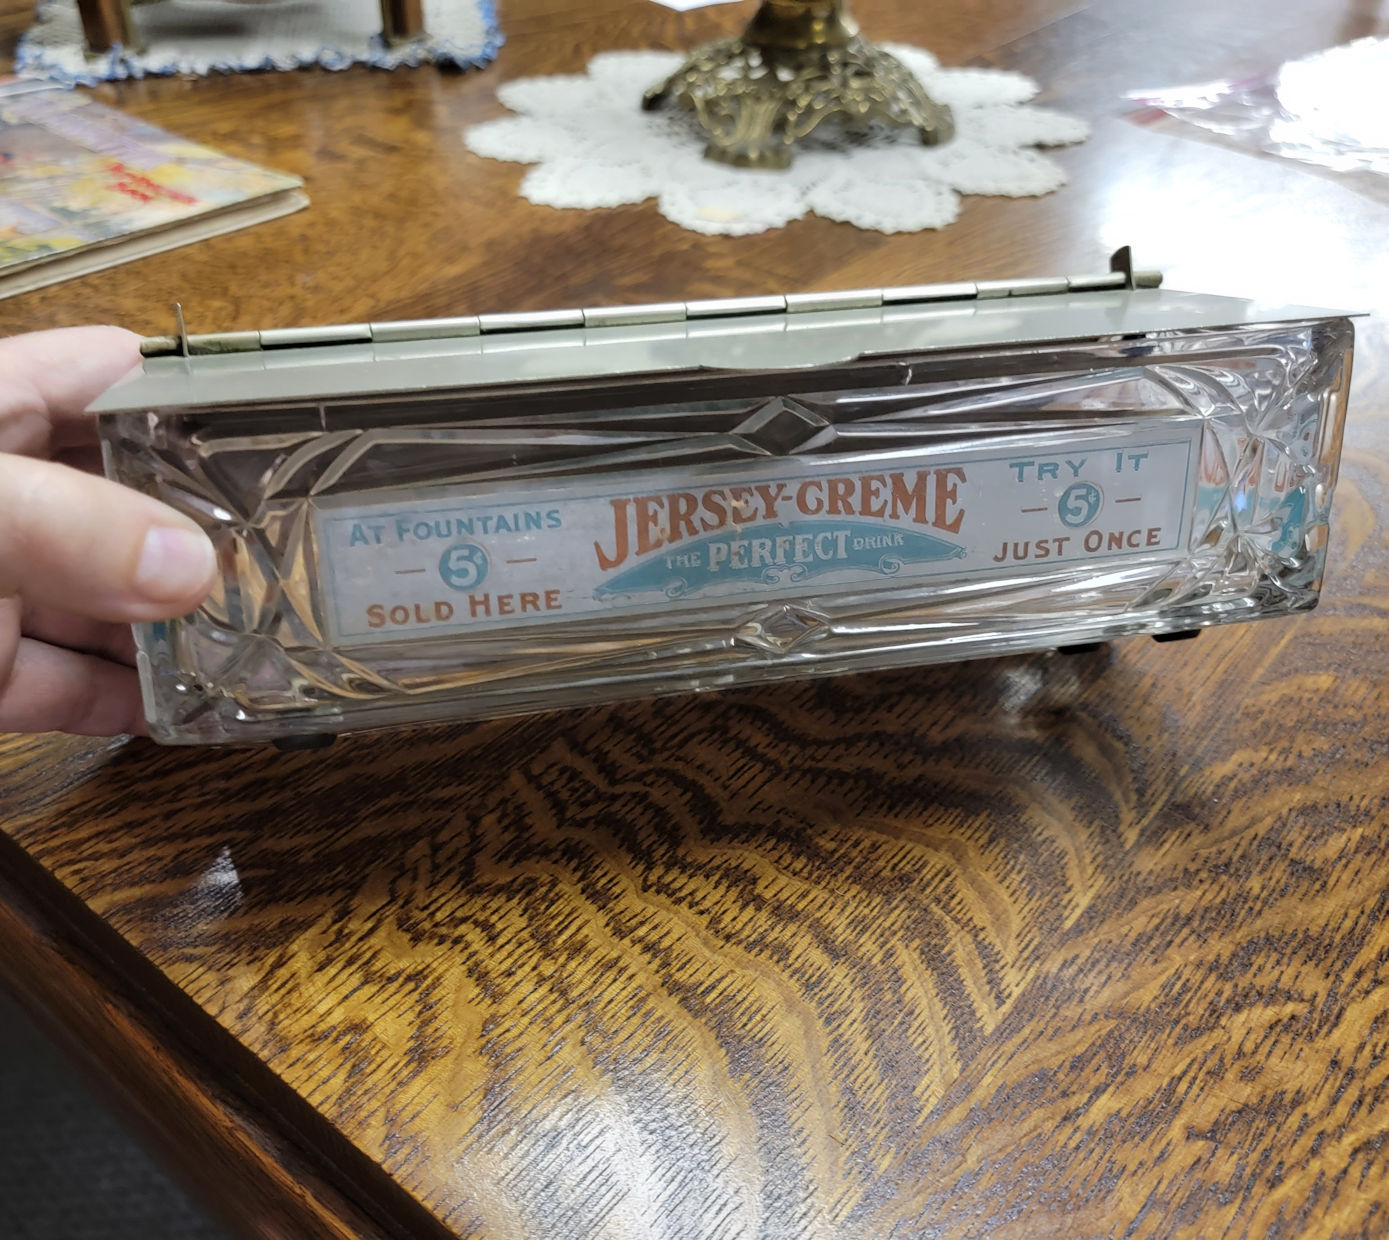 AT FOUNTAINS
5¢
SOLD HERE
JERSEY-CREME
THE PERFECT DRINK
TRY IT
5¢
JUST ONCE